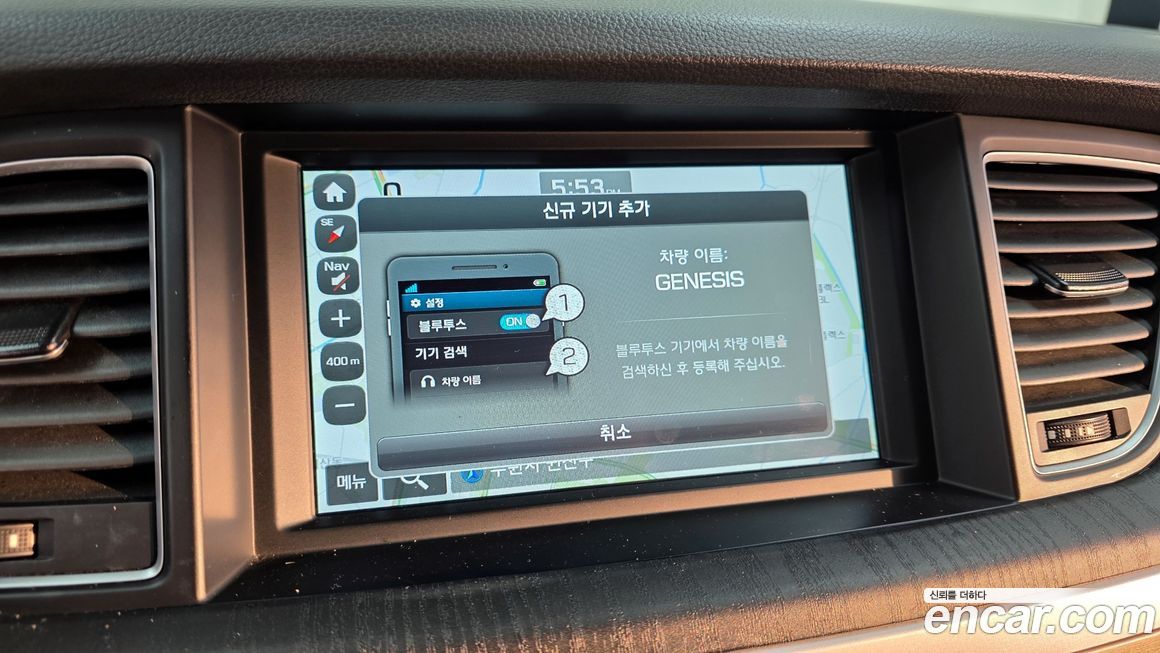 5:53 PM
신규 기기 추가
SE
Nav
400 m
설정
블루투스
ON
1
기기 검색
2
차량 이름
차량 이름:
GENESIS
블루투스 기기에서 차량 이름을
검색하신 후 등록해 주십시오.
취소
메뉴
신뢰를 더하다
encar.com